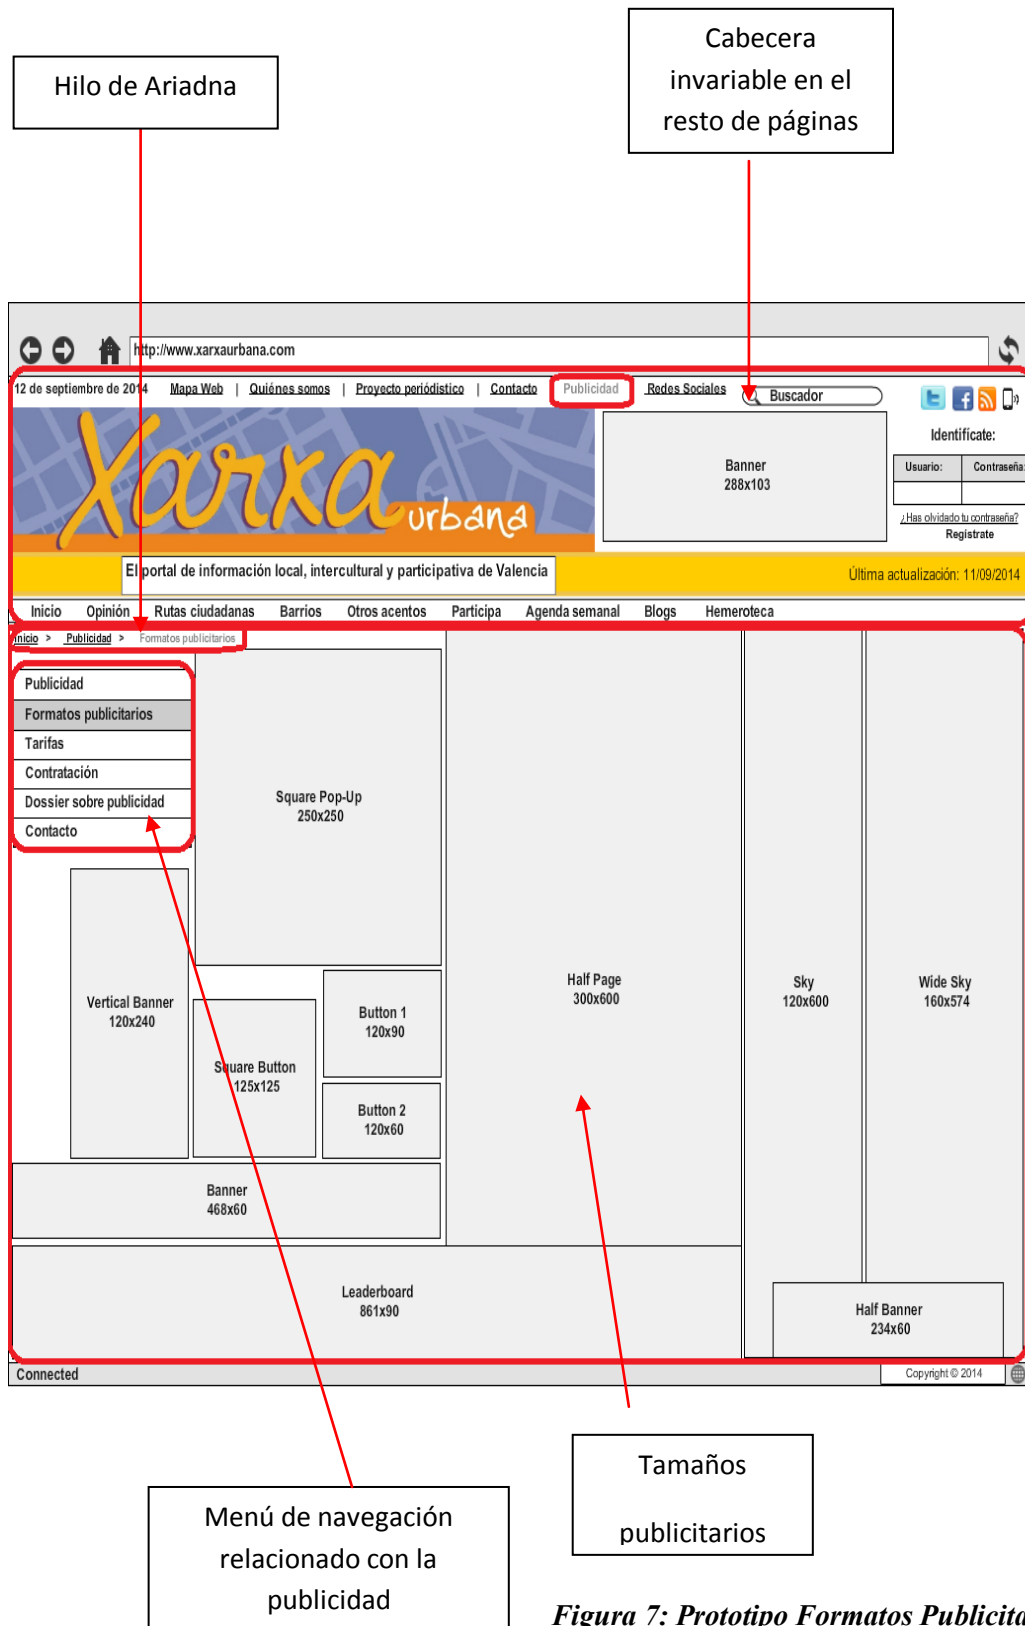 Hilo de Ariadna
Cabecera
invariable en el
resto de páginas
http://www.xarxaurbana.com
12 de septiembre de 2014 Mapa Web | Quiénes somos | Proyecto periódistico | Contacto Publicidad Redes Sociales
Buscador
Xarxa
urbana
Banner
288x103
Identifícate:
Usuario: Contraseña:
¿Has olvidado tu contraseña?
Regístrate
El portal de información local, intercultural y participativa de Valencia
Última actualización: 11/09/2014
Inicio Opinión Rutas ciudadanas Barrios Otros acentos Participa Agenda semanal Blogs Hemeroteca
Inicio > Publicidad > Formatos publicitarios
Publicidad
Formatos publicitarios
Tarifas
Contratación
Dossier sobre publicidad
Contacto
Square Pop-Up
250x250
Vertical Banner
120x240
Square Button
125x125
Button 1
120x90
Button 2
120x60
Half Page
300x600
Sky
120x600
Wide Sky
160x574
Banner
468x60
Leaderboard
861x90
Half Banner
234x60
Connected
Copyright © 2014
Menú de navegación
relacionado con la
publicidad
Tamaños
publicitarios
Figura 7: Prototipo Formatos Publicita